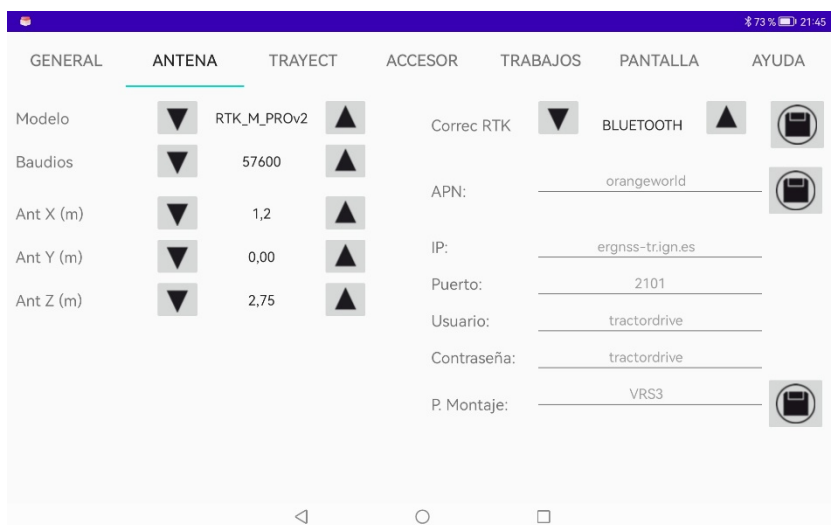 73 % 21:45
GENERAL ANTENA TRAYECT ACCESOR TRABAJOS PANTALLA AYUDA
Modelo RTK_M_PROv2
Baudios 57600
Ant X (m) 1,2
Ant Y (m) 0,00
Ant Z (m) 2,75
Correc RTK BLUETOOTH
APN: orangeworld
IP: ergnss-tr.ign.es
Puerto: 2101
Usuario: tractordrive
Contraseña: tractordrive
P. Montaje: VRS3